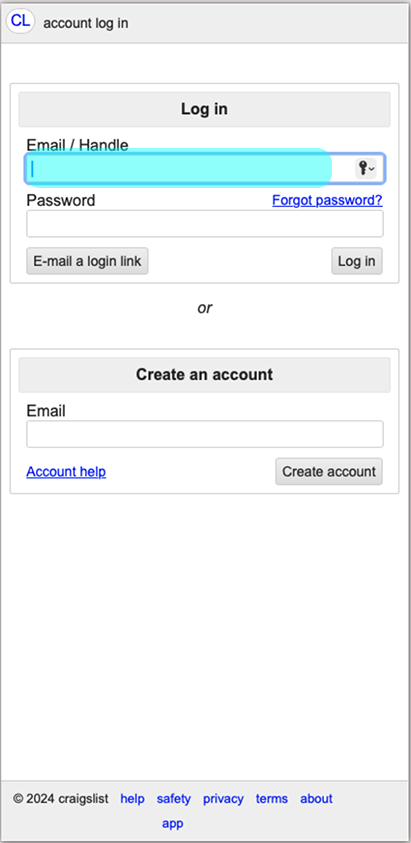 CL account log in
Log in
Email / Handle
Password Forgot password?
E-mail a login link Log in
or
Create an account
Email
Account help Create account
© 2024 craigslist help safety privacy terms about
app